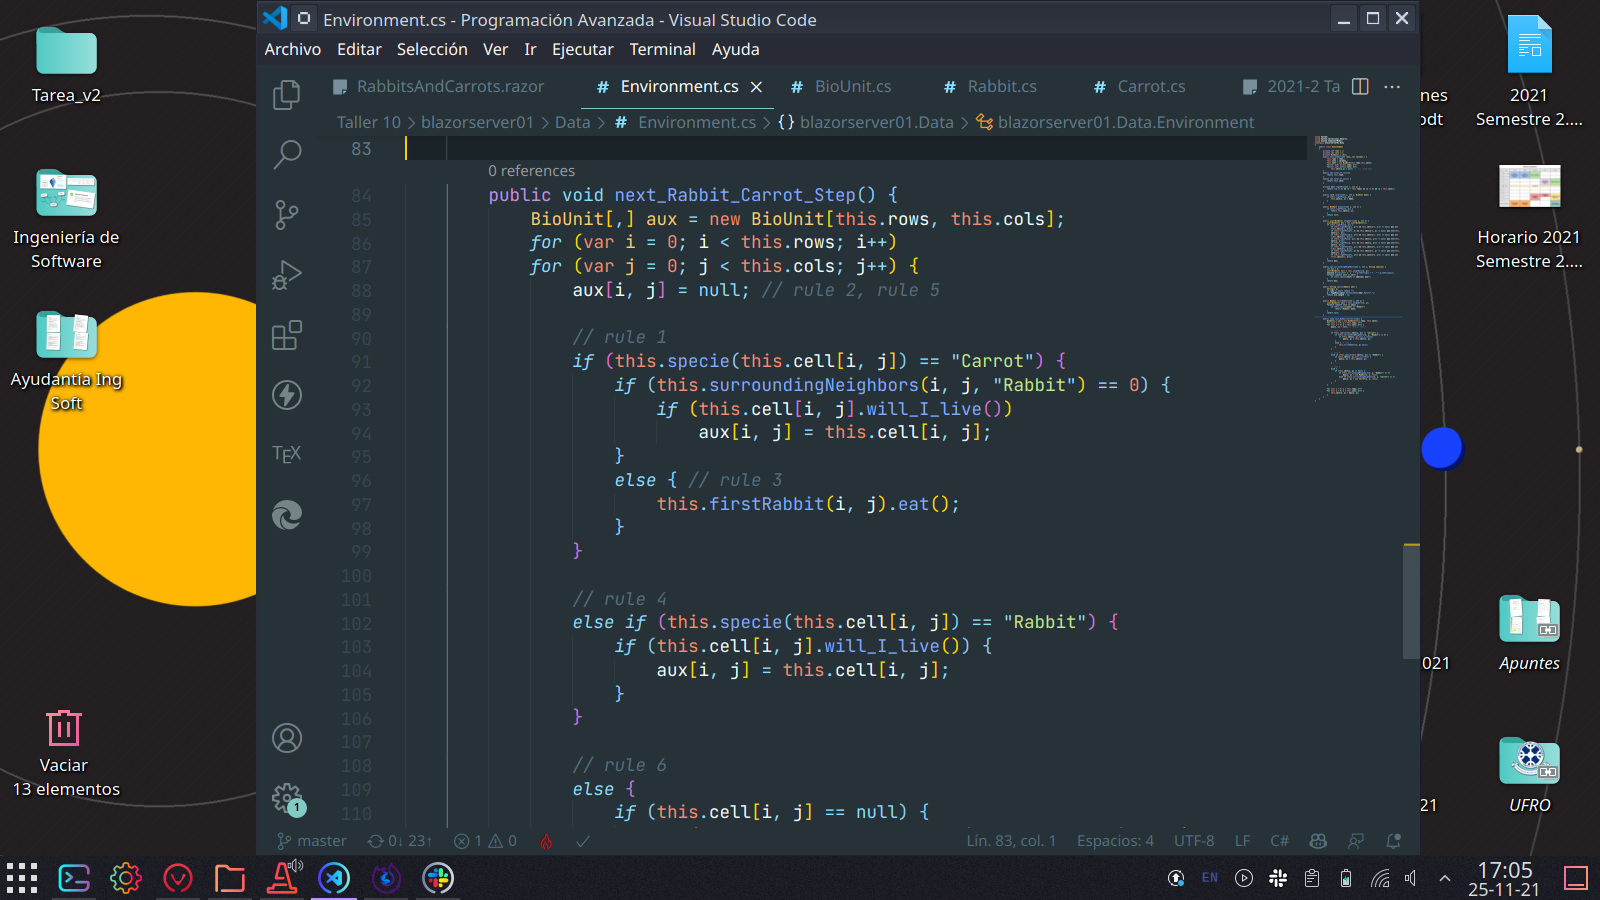 Environment.cs - Programación Avanzada - Visual Studio Code
Archivo Editar Selección Ver Ir Ejecutar Terminal Ayuda
RabbitsAndCarrots.razor # Environment.cs # BioUnit.cs # Rabbit.cs # Carrot.cs 2021-2 Ta
Taller 10 > blazorserver01 > Data > # Environment.cs > {} blazorserver01.Data > blazorserver01.Data.Environment
83
0 references
84 public void next_Rabbit_Carrot_Step() {
85 BioUnit[,] aux = new BioUnit[this.rows, this.cols];
86 for (var i = 0; i < this.rows; i++)
87 for (var j = 0; j < this.cols; j++) {
88 aux[i, j] = null; // rule 2, rule 5
89
90 // rule 1
91 if (this.specie(this.cell[i, j]) == "Carrot") {
92 if (this.surroundingNeighbors(i, j, "Rabbit") == 0) {
93 if (this.cell[i, j].will_I_live())
94 aux[i, j] = this.cell[i, j];
95 }
96 else { // rule 3
97 this.firstRabbit(i, j).eat();
98 }
99 }
100
101 // rule 4
102 else if (this.specie(this.cell[i, j]) == "Rabbit") {
103 if (this.cell[i, j].will_I_live()) {
104 aux[i, j] = this.cell[i, j];
105 }
106 }
107
108 // rule 6
109 else {
110 if (this.cell[i, j] == null) {
TEX
1
master 0↓ 23↑ 1 0 Lín. 83, col. 1 Espacios: 4 UTF-8 LF C#
Tarea_v2
Ingeniería de
Software
Ayudantía Ing
Soft
Vaciar
13 elementos
nes
odt
2021
Semestre 2....
Horario 2021
Semestre 2....
021
Apuntes
21
UFRO
EN
17:05
25-11-21